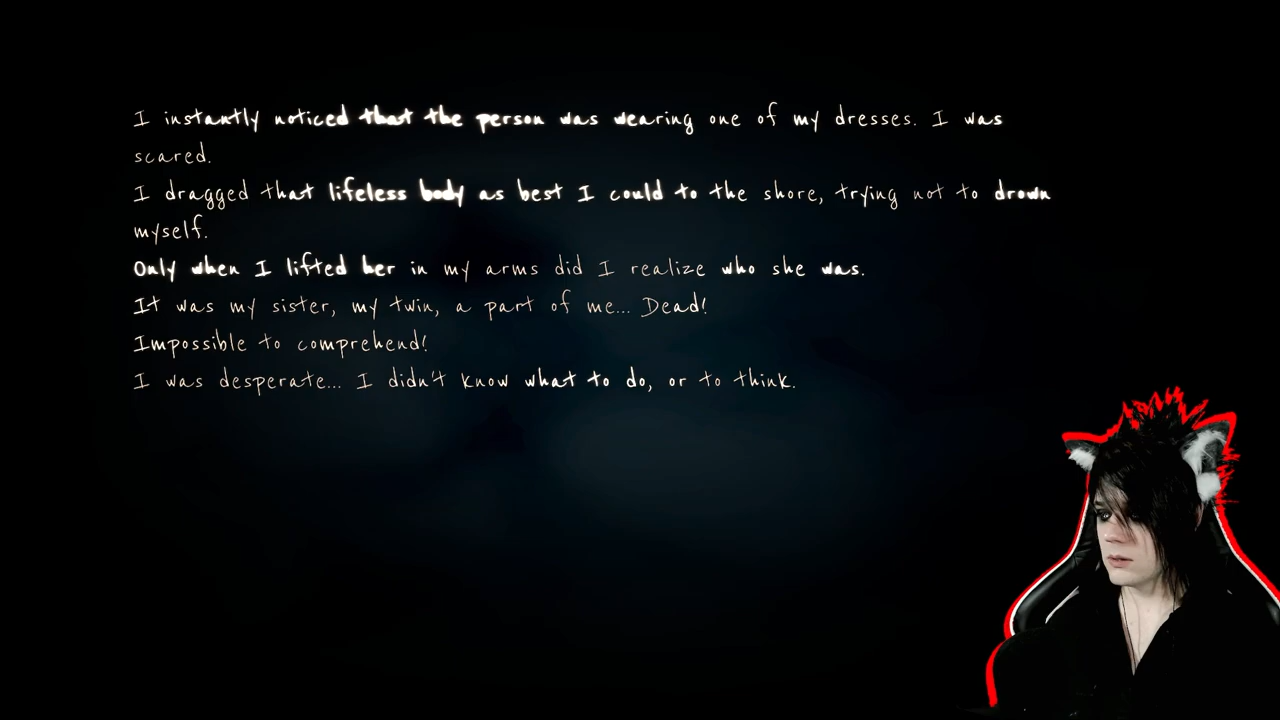 I instantly noticed that the person was wearing one of my dresses. I was
scared.
I dragged that lifeless body as best I could to the shore, trying not to drown
myself.
Only when I lifted her in my arms did I realize who she was.
It was my sister, my twin, a part of me... Dead!
Impossible to comprehend!
I was desperate... I didn't know what to do, or to think.